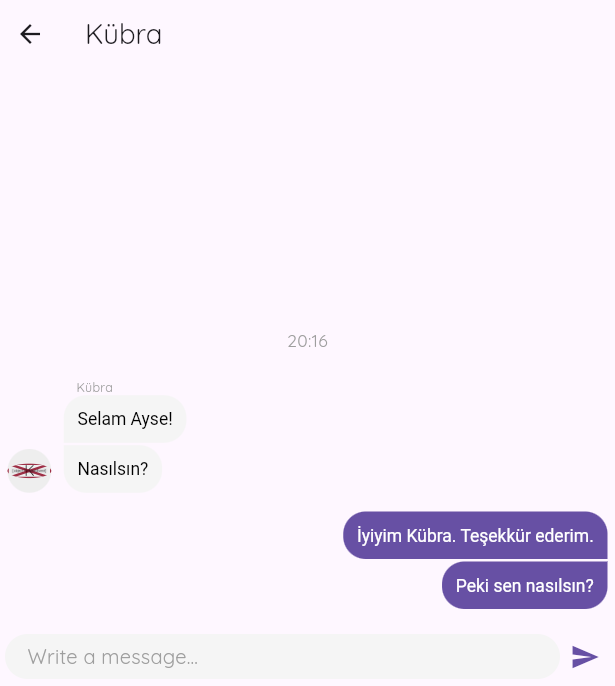 Kübra
20:16
Kübra
Selam Ayse!
Nasılsın?
İyiyim Kübra. Teşekkür ederim.
Peki sen nasılsın?
Write a message...